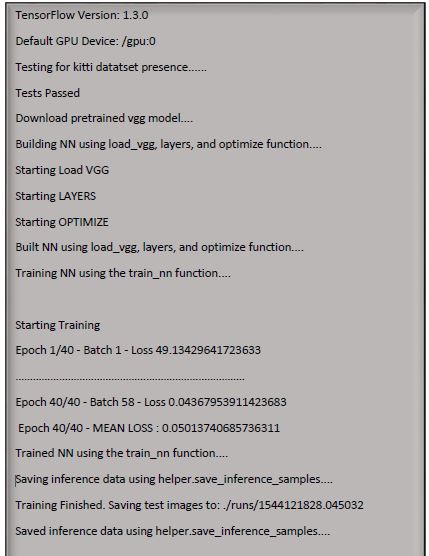 TensorFlow Version: 1.3.0
Default GPU Device: /gpu:0
Testing for kitti datatset presence......
Tests Passed
Download pretrained vgg model....
Building NN using load_vgg, layers, and optimize function....
Starting Load VGG
Starting LAYERS
Starting OPTIMIZE
Built NN using load_vgg, layers, and optimize function....
Training NN using the train_nn function....
Starting Training
Epoch 1/40 - Batch 1 - Loss 49.13429641723633
................................................................................
Epoch 40/40 - Batch 58 - Loss 0.04367953911423683
Epoch 40/40 - MEAN LOSS : 0.05013740685736311
Trained NN using the train_nn function....
Saving inference data using helper.save_inference_samples....
Training Finished. Saving test images to: ./runs/1544121828.045032
Saved inference data using helper.save_inference_samples....